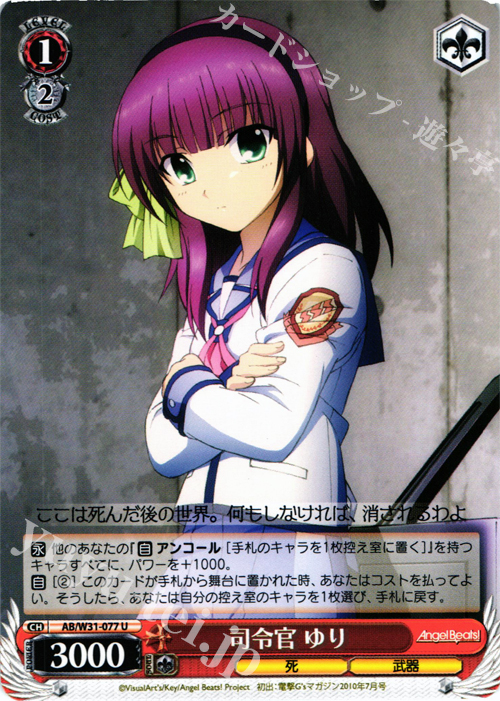 LEVEL
1
2
COST
カードショップ - 遊々亭
ここは死んだ後の世界。何もしなければ、消されるわよ
永 他のあなたの『自 アンコール [手札のキャラを1枚控え室に置く]』を持つ
キャラすべてに、パワーを+1000。
自 [②] このカードが手札から舞台に置かれた時、あなたはコストを払ってよ
い。そうしたら、あなたは自分の控え室のキャラを1枚選び、手札に戻す。
yuyu-tei.jp
CH AB/W31-077 U
司令官 ゆり
Angel Beats!
POWER 3000
SOUL
死
武器
©VisualArt's/Key/Angel Beats! Project 初出:電撃G'sマガジン2010年7月号